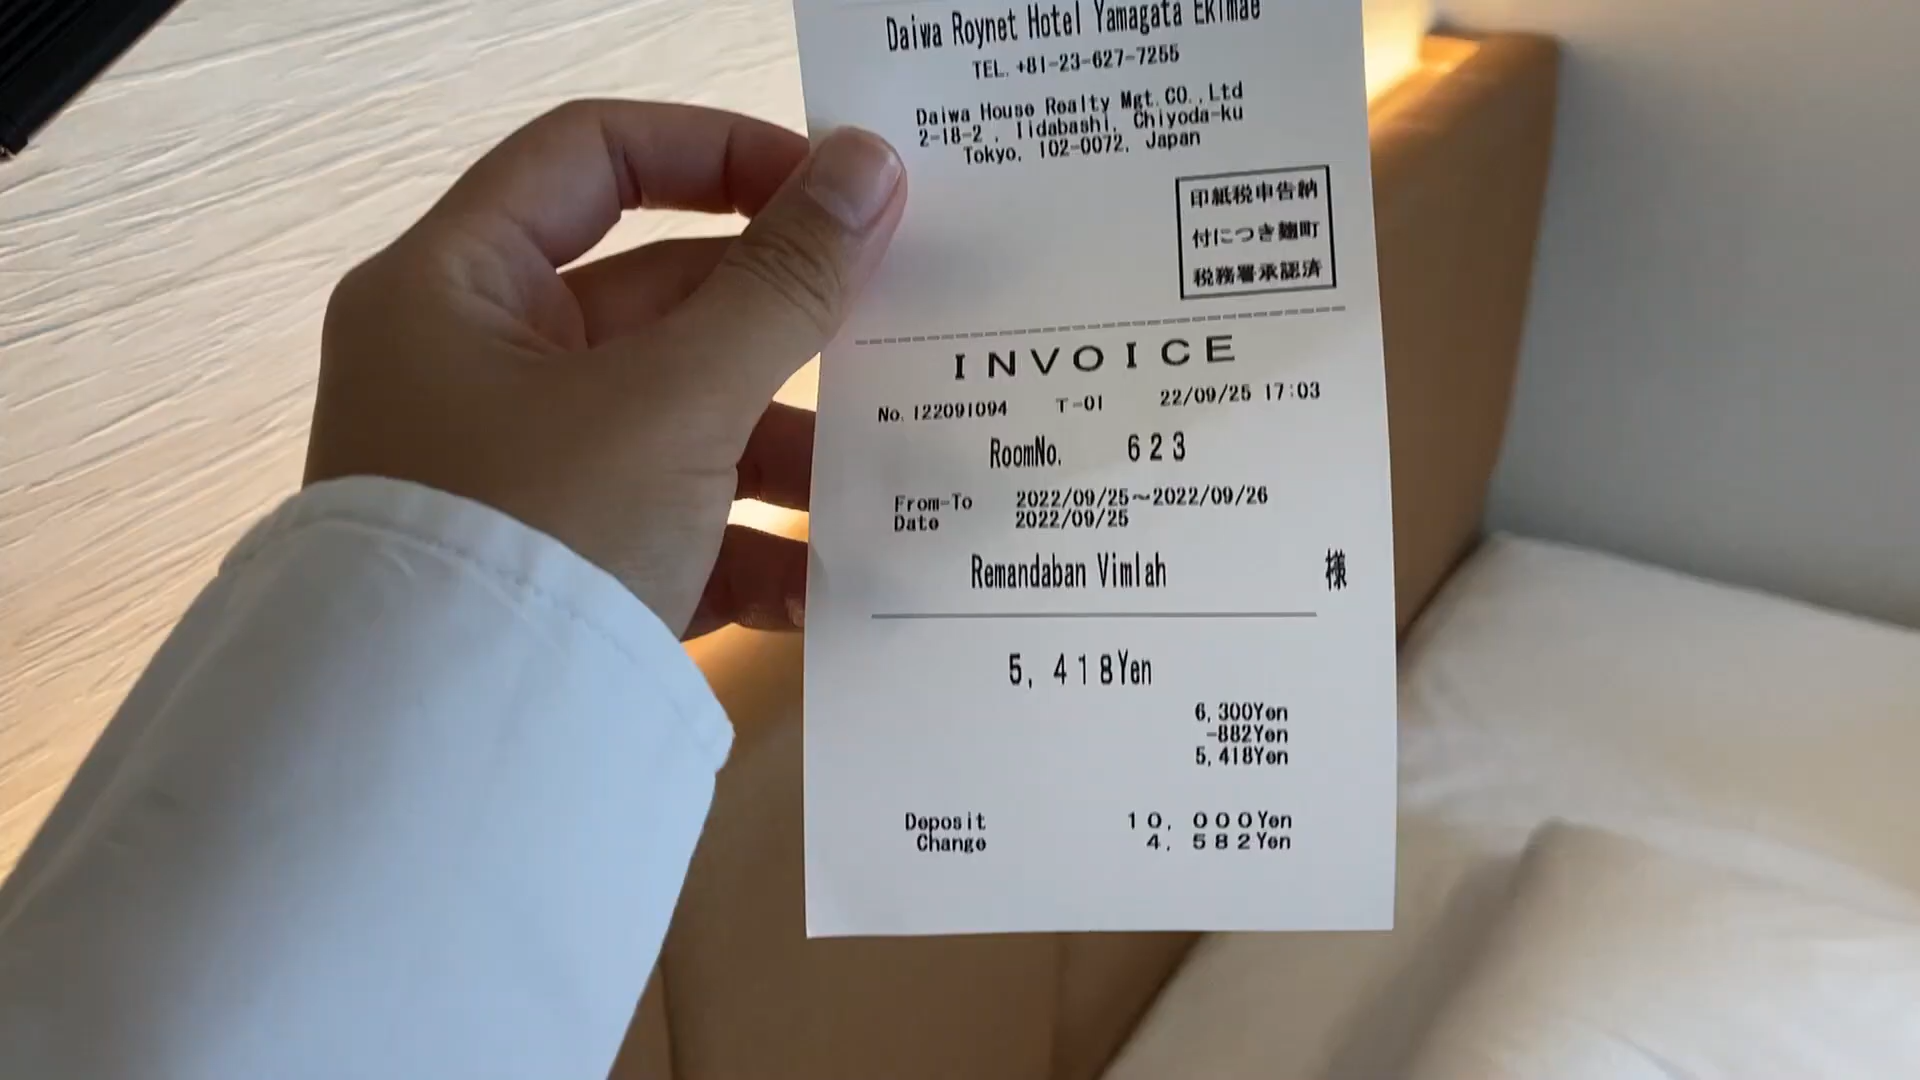 Daiwa Roynet Hotel Yamagata Ekimae
TEL. +81-23-627-7255
Daiwa House Realty Mgt.CO.,Ltd
2-18-2 , Iidabashi, Chiyoda-ku
Tokyo, 102-0072, Japan
印紙税申告納
付につき麹町
税務署承認済
INVOICE
No. 122091094 T-01 22/09/25 17:03
RoomNo. 623
From-To 2022/09/25～2022/09/26
Date 2022/09/25
Remandaban Vimlah 様
5, 418Yen
6, 300Yen
-882Yen
5, 418Yen
Deposit 10, 000Yen
Change 4, 582Yen